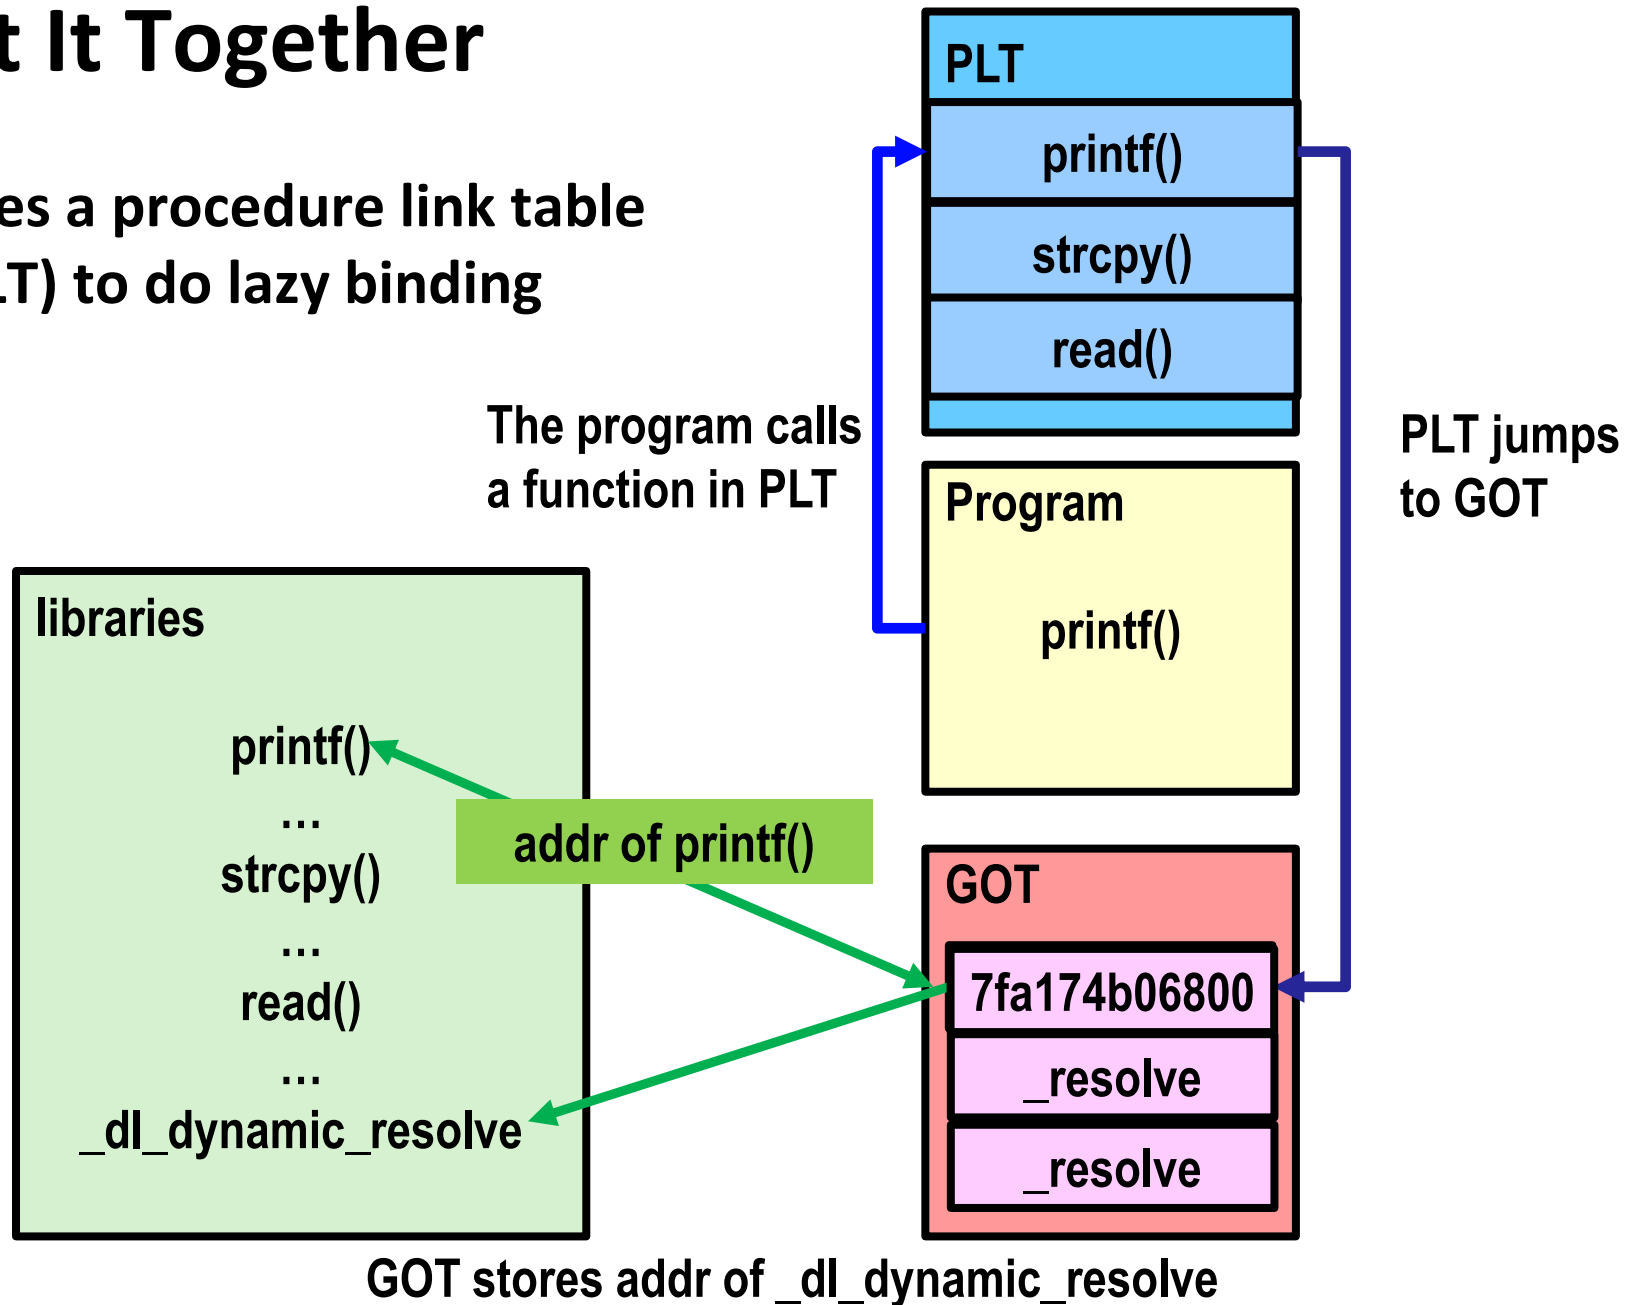 t It Together
es a procedure link table
LT) to do lazy binding
PLT
printf()
strcpy()
read()
The program calls
a function in PLT
PLT jumps
to GOT
Program
printf()
libraries
printf()
...
strcpy()
...
read()
...
_dl_dynamic_resolve
addr of printf()
GOT
7fa174b06800
_resolve
_resolve
GOT stores addr of _dl_dynamic_resolve